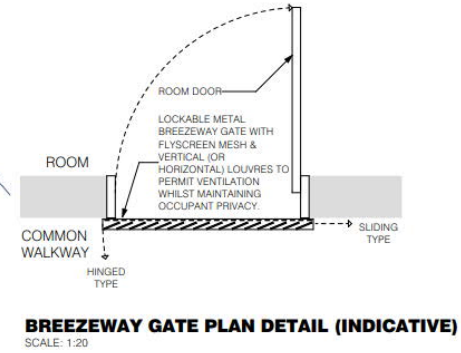 ROOM DOOR
LOCKABLE METAL
BREEZEWAY GATE WITH
FLYSCREEN MESH &
VERTICAL (OR
HORIZONTAL) LOUVRES TO
PERMIT VENTILATION
WHILST MAINTAINING
OCCUPANT PRIVACY.
ROOM
COMMON
WALKWAY
SLIDING
TYPE
HINGED
TYPE
BREEZEWAY GATE PLAN DETAIL (INDICATIVE)
SCALE: 1:20